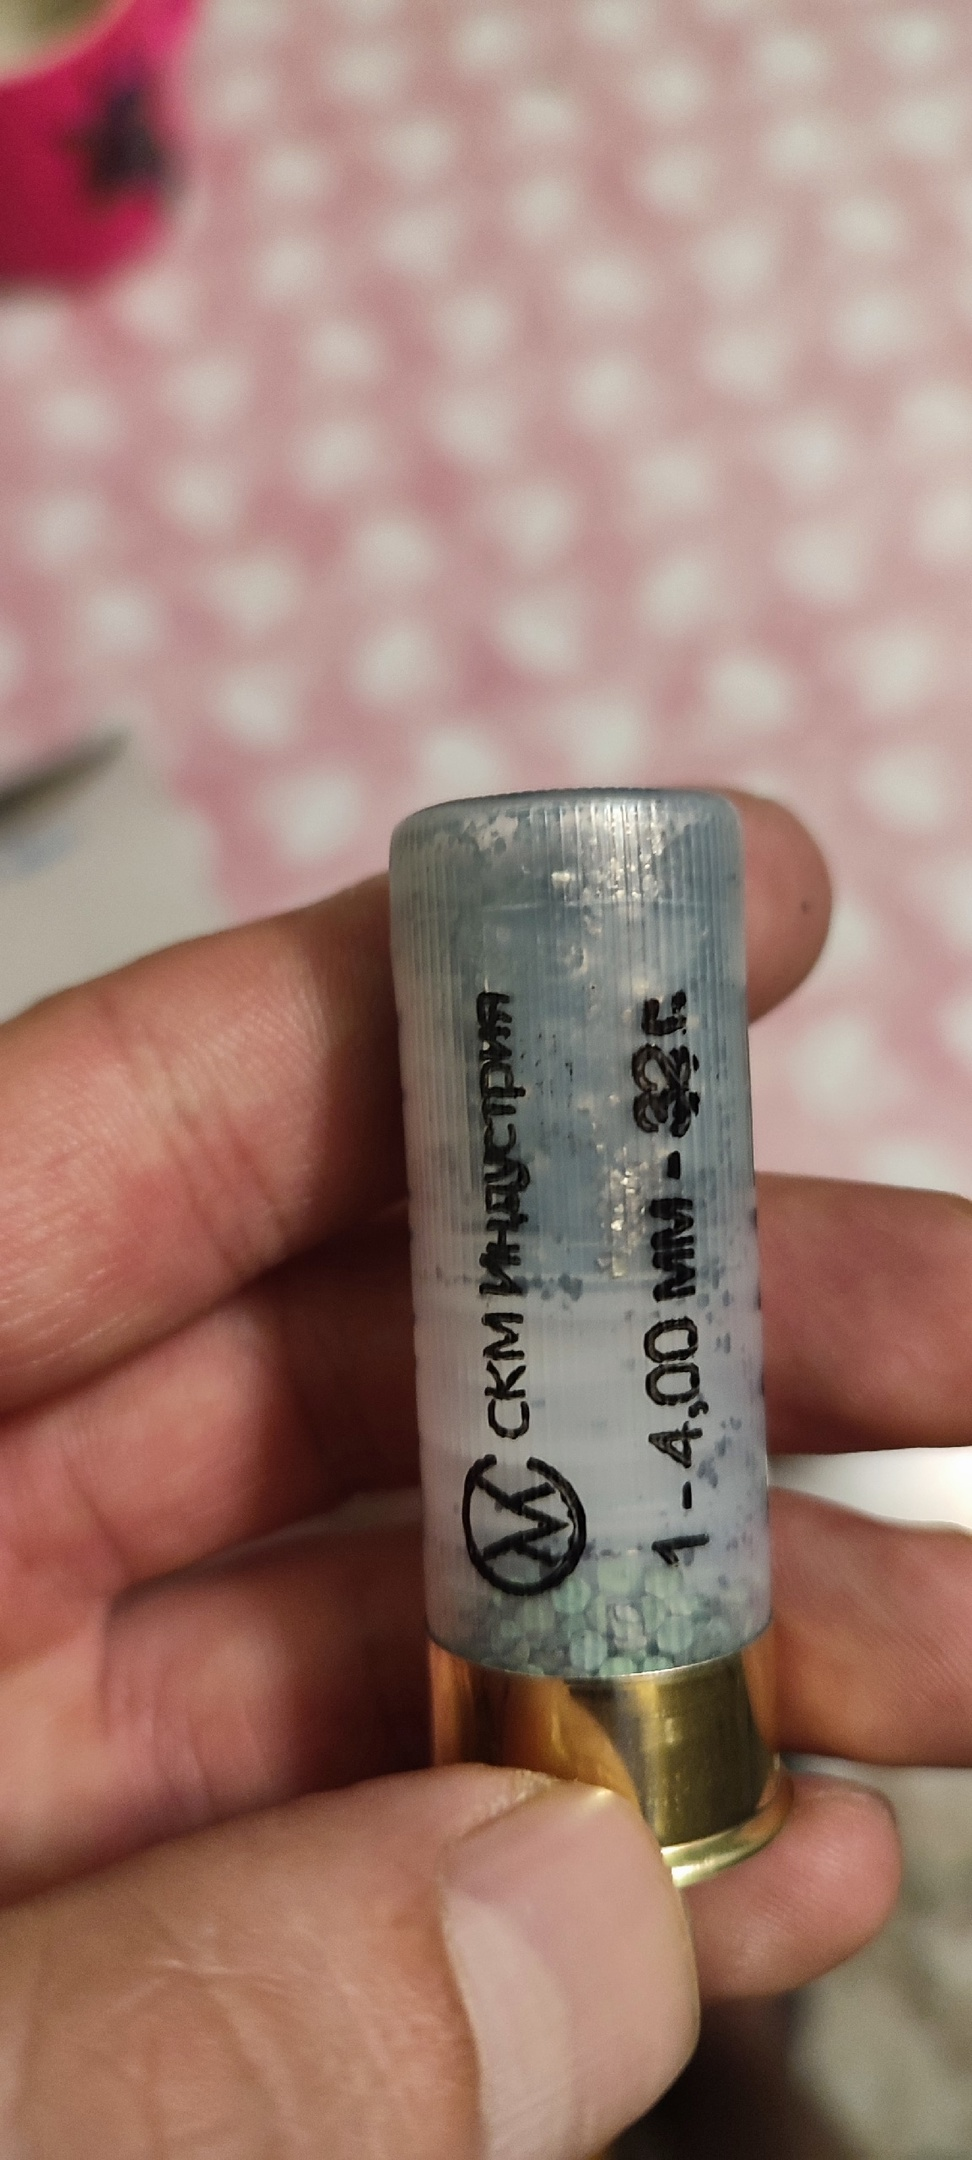 СКМ Индустрия
1 - 4,00 ММ - 32 г